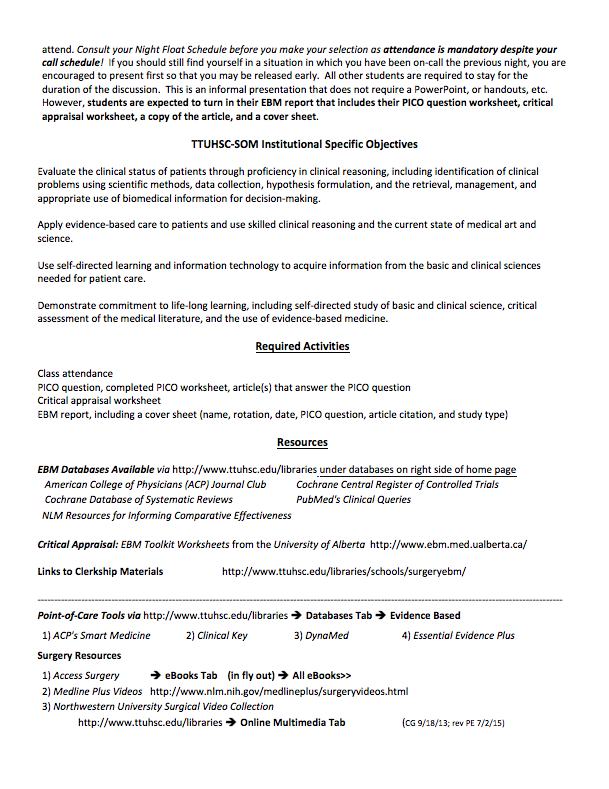 attend. Consult your Night Float Schedule before you make your selection as attendance is mandatory despite your
call schedule! If you should still find yourself in a situation in which you have been on-call the previous night, you are
encouraged to present first so that you may be released early. All other students are required to stay for the
duration of the discussion. This is an informal presentation that does not require a PowerPoint, or handouts, etc.
However, students are expected to turn in their EBM report that includes their PICO question worksheet, critical
appraisal worksheet, a copy of the article, and a cover sheet.
TTUHSC-SOM Institutional Specific Objectives
Evaluate the clinical status of patients through proficiency in clinical reasoning, including identification of clinical
problems using scientific methods, data collection, hypothesis formulation, and the retrieval, management, and
appropriate use of biomedical information for decision-making.
Apply evidence-based care to patients and use skilled clinical reasoning and the current state of medical art and
science.
Use self-directed learning and information technology to acquire information from the basic and clinical sciences
needed for patient care.
Demonstrate commitment to life-long learning, including self-directed study of basic and clinical science, critical
assessment of the medical literature, and the use of evidence-based medicine.
Required Activities
Class attendance
PICO question, completed PICO worksheet, article(s) that answer the PICO question
Critical appraisal worksheet
EBM report, including a cover sheet (name, rotation, date, PICO question, article citation, and study type)
Resources
EBM Databases Available via http://www.ttuhsc.edu/libraries under databases on right side of home page
American College of Physicians (ACP) Journal Club Cochrane Central Register of Controlled Trials
Cochrane Database of Systematic Reviews PubMed's Clinical Queries
NLM Resources for Informing Comparative Effectiveness
Critical Appraisal: EBM Toolkit Worksheets from the University of Alberta http://www.ebm.med.ualberta.ca/
Links to Clerkship Materials http://www.ttuhsc.edu/libraries/schools/surgeryebm/
Point-of-Care Tools via http://www.ttuhsc.edu/libraries ➔ Databases Tab ➔ Evidence Based
1) ACP's Smart Medicine 2) Clinical Key 3) DynaMed 4) Essential Evidence Plus
Surgery Resources
1) Access Surgery ➔ eBooks Tab (in fly out) ➔ All eBooks>>
2) Medline Plus Videos http://www.nlm.nih.gov/medlineplus/surgeryvideos.html
3) Northwestern University Surgical Video Collection
http://www.ttuhsc.edu/libraries ➔ Online Multimedia Tab (CG 9/18/13; rev PE 7/2/15)